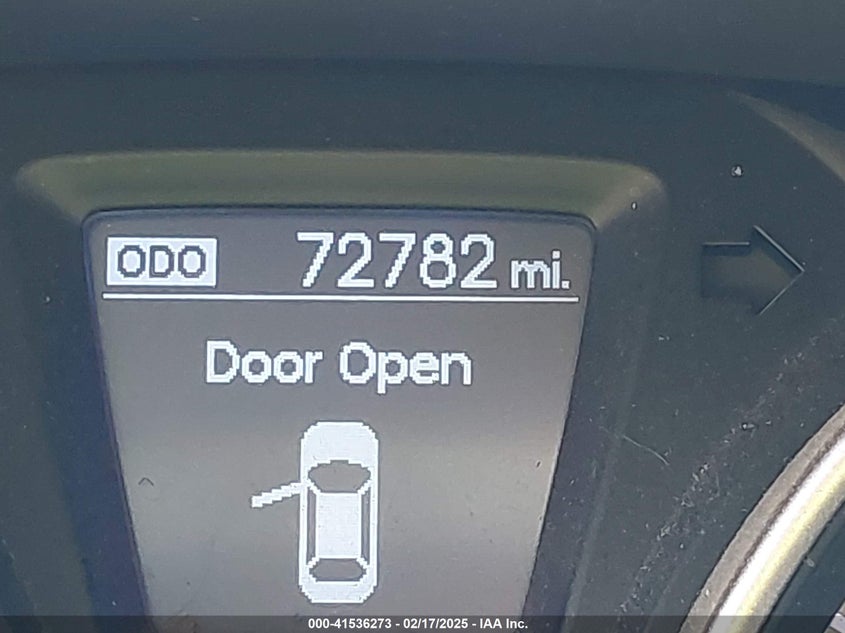 ODO 72782 mi.
Door Open
000-41536273 - 02/17/2025 - IAA Inc.